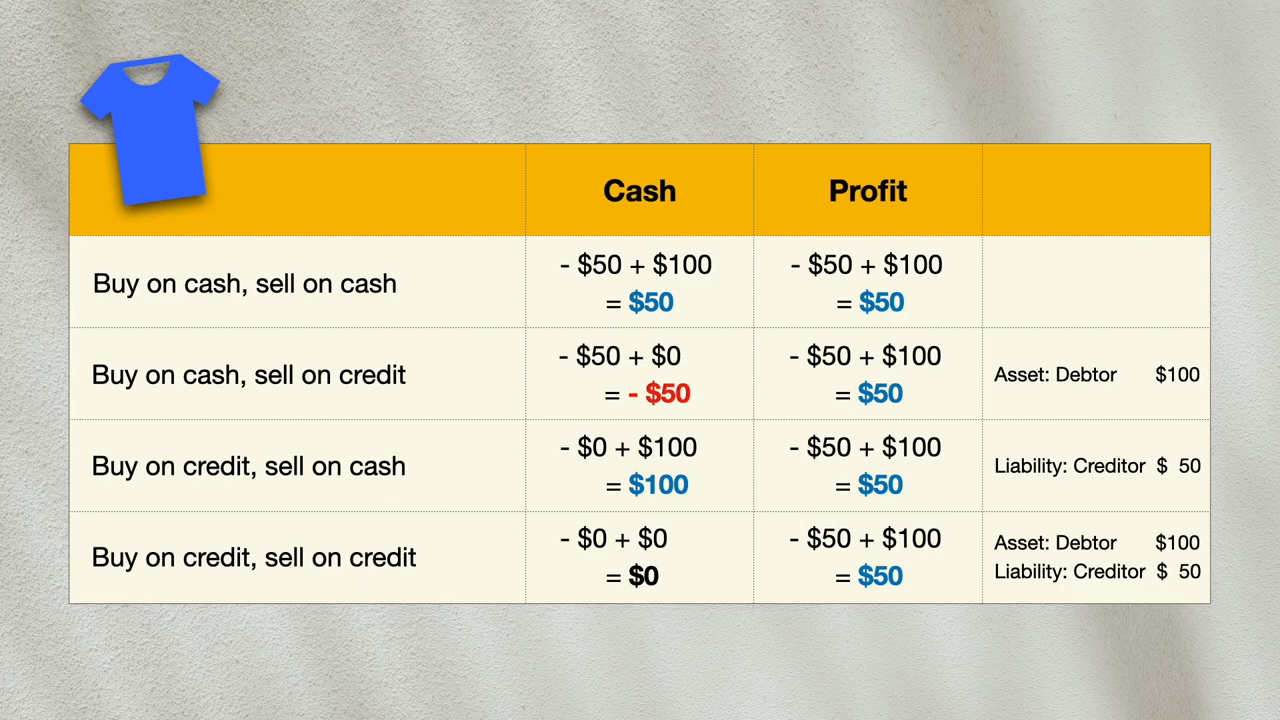 Cash Profit
Buy on cash, sell on cash
- $50 + $100
= $50
- $50 + $100
= $50
Buy on cash, sell on credit
- $50 + $0
= - $50
- $50 + $100
= $50
Asset: Debtor $100
Buy on credit, sell on cash
- $0 + $100
= $100
- $50 + $100
= $50
Liability: Creditor $ 50
Buy on credit, sell on credit
- $0 + $0
= $0
- $50 + $100
= $50
Asset: Debtor $100
Liability: Creditor $ 50